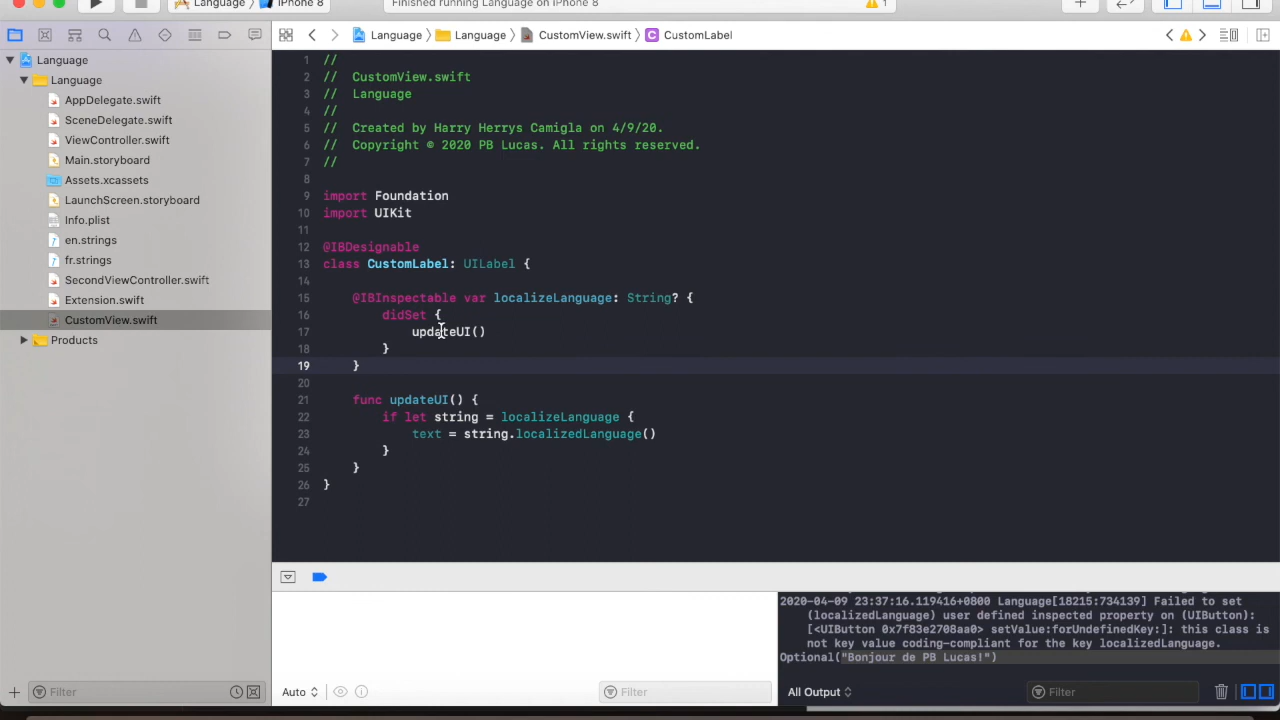 Language
iPhone 8
Finished running Language on iPhone 8
1
Language
Language
CustomView.swift
CustomLabel
Language
Language
AppDelegate.swift
SceneDelegate.swift
ViewController.swift
Main.storyboard
Assets.xcassets
LaunchScreen.storyboard
Info.plist
en.strings
fr.strings
SecondViewController.swift
Extension.swift
CustomView.swift
Products
Filter
1 //
2 // CustomView.swift
3 // Language
4 //
5 // Created by Harry Herrys Camigla on 4/9/20.
6 // Copyright © 2020 PB Lucas. All rights reserved.
7 //
8
9 import Foundation
10 import UIKit
11
12 @IBDesignable
13 class CustomLabel: UILabel {
14
15 @IBInspectable var localizeLanguage: String? {
16 didSet {
17 updateUI()
18 }
19 }
20
21 func updateUI() {
22 if let string = localizeLanguage {
23 text = string.localizedLanguage()
24 }
25 }
26 }
27
2020-04-09 23:37:16.119416+0800 Language[18215:734139] Failed to set
(localizedLanguage) user defined inspected property on (UIButton):
[<UIButton 0x7f83e2708aa0> setValue:forUndefinedKey:]: this class is
not key value coding-compliant for the key localizedLanguage.
Optional("Bonjour de PB Lucas!")
Auto
Filter
All Output
Filter